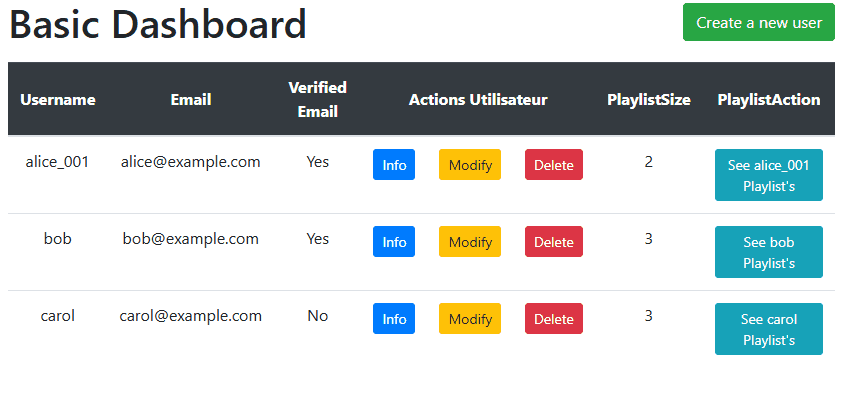 Basic Dashboard Create a new user
Username Email Verified Email Actions Utilisateur PlaylistSize PlaylistAction
alice_001 alice@example.com Yes Info Modify Delete 2 See alice_001 Playlist's
bob bob@example.com Yes Info Modify Delete 3 See bob Playlist's
carol carol@example.com No Info Modify Delete 3 See carol Playlist's